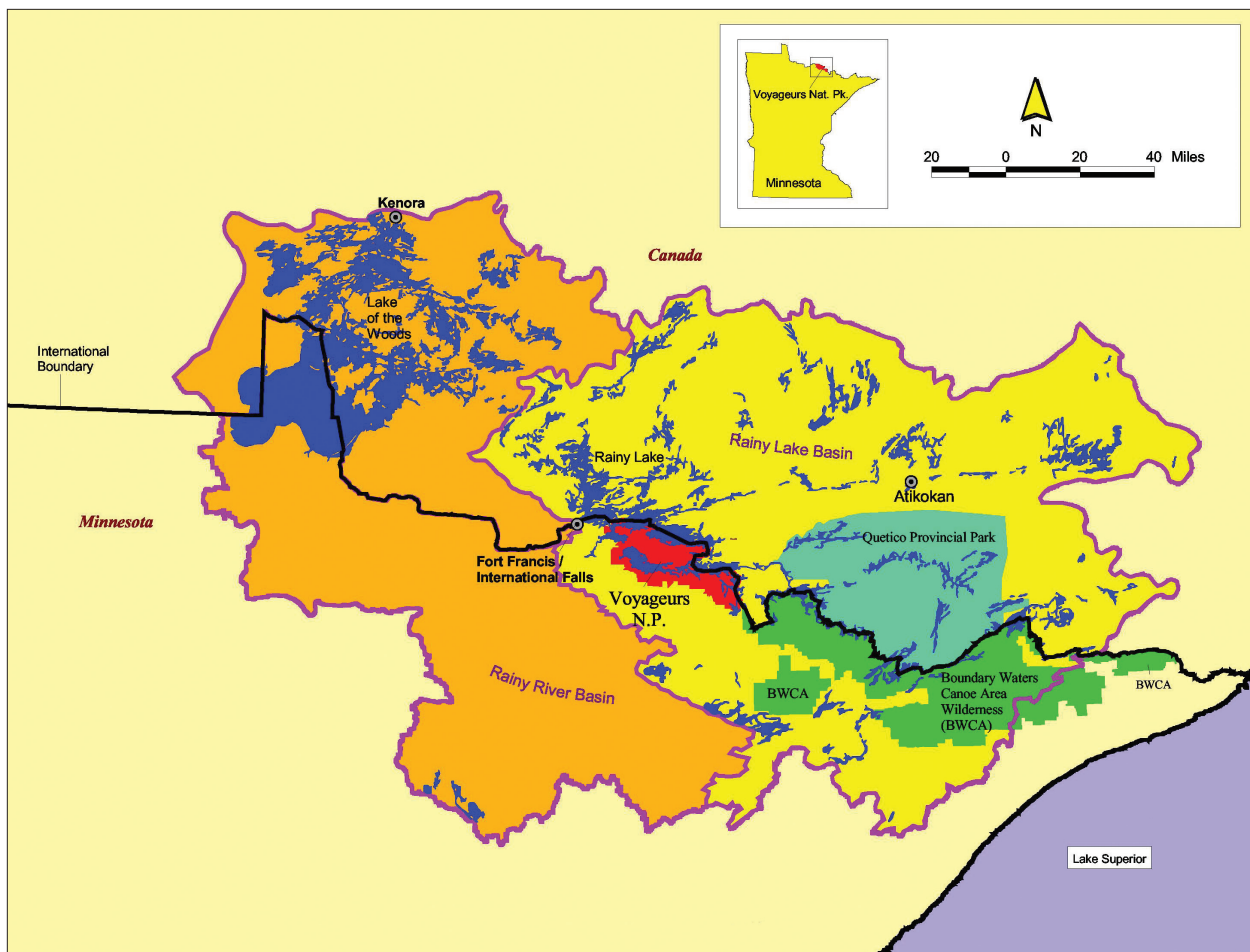 Voyageurs Nat. Pk.
Minnesota
N
20 0 20 40 Miles
Kenora
Canada
Lake
of the
Woods
International
Boundary
Rainy Lake
Rainy Lake Basin
Atikokan
Minnesota
Quetico Provincial Park
Fort Francis /
International Falls
Voyageurs
N.P.
Rainy River Basin
BWCA
Boundary Waters
Canoe Area
Wilderness
(BWCA)
BWCA
Lake Superior